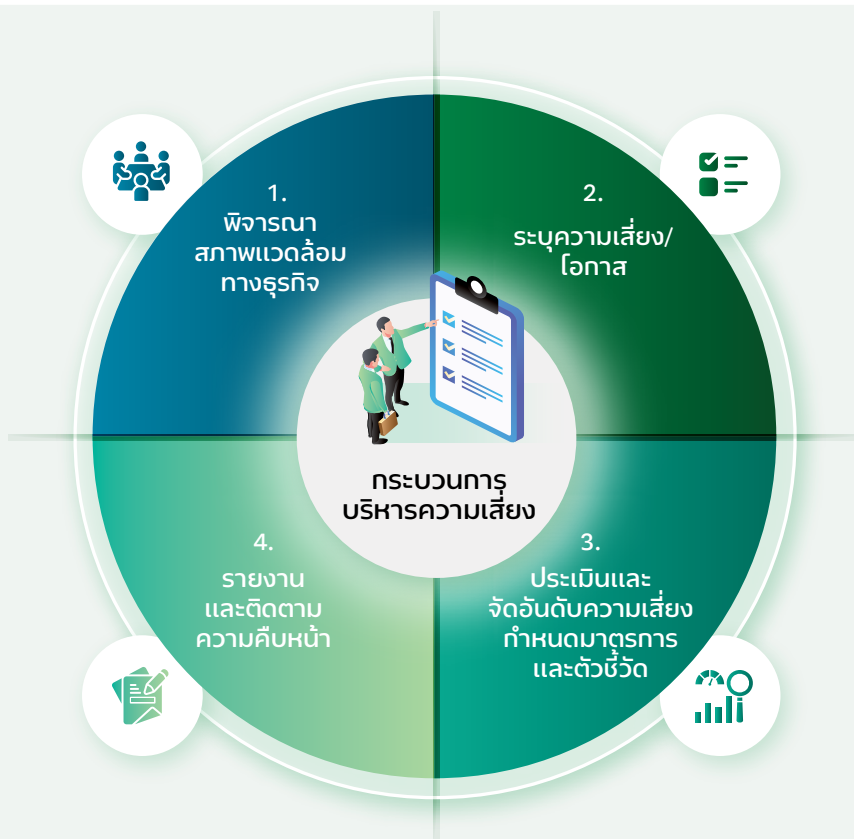 1.
พิจารณา
สภาพแวดล้อม
ทางธุรกิจ
2.
ระบุความเสี่ยง/
โอกาส
กระบวนการ
บริหารความเสี่ยง
3.
ประเมินและ
จัดอันดับความเสี่ยง
กำหนดมาตรการ
และตัวชี้วัด
4.
รายงาน
และติดตาม
ความคืบหน้า